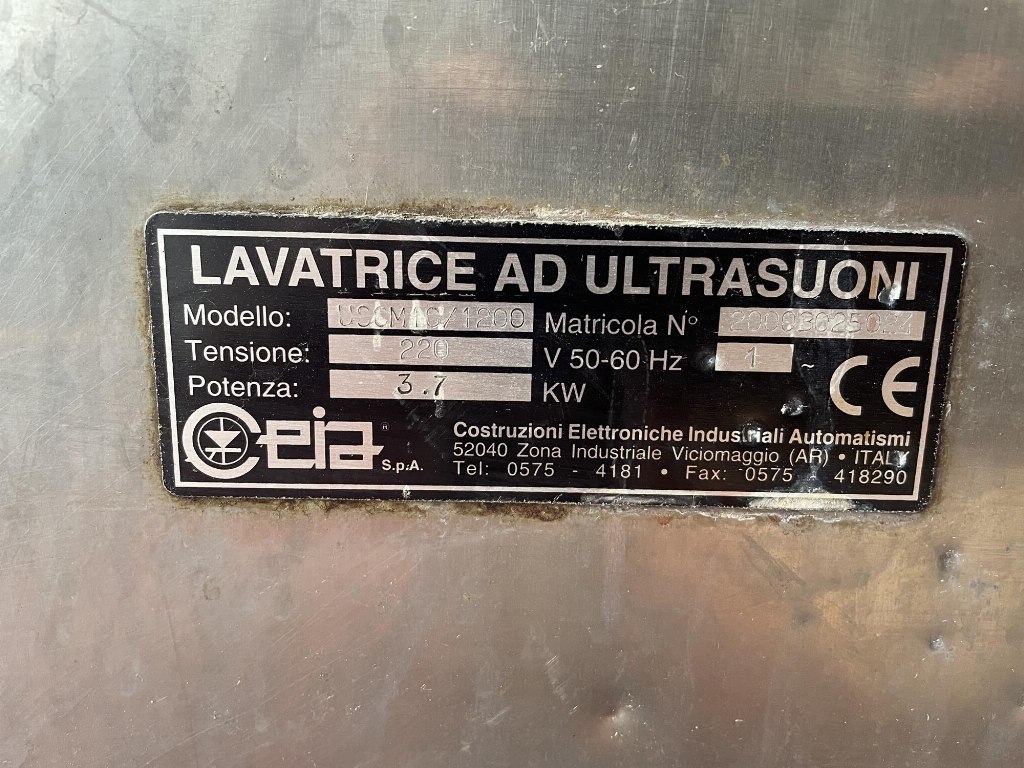 LAVATRICE AD ULTRASUONI
Modello: Matricola N°
Tensione: 220 V 50-60 Hz 1 ~ CE
Potenza: 3.7 KW
Ceia ® S.p.A.
Costruzioni Elettroniche Industriali Automatismi
52040 Zona Industriale Viciomaggio (AR) • ITALY
Tel: 0575 - 4181 • Fax: 0575 418290